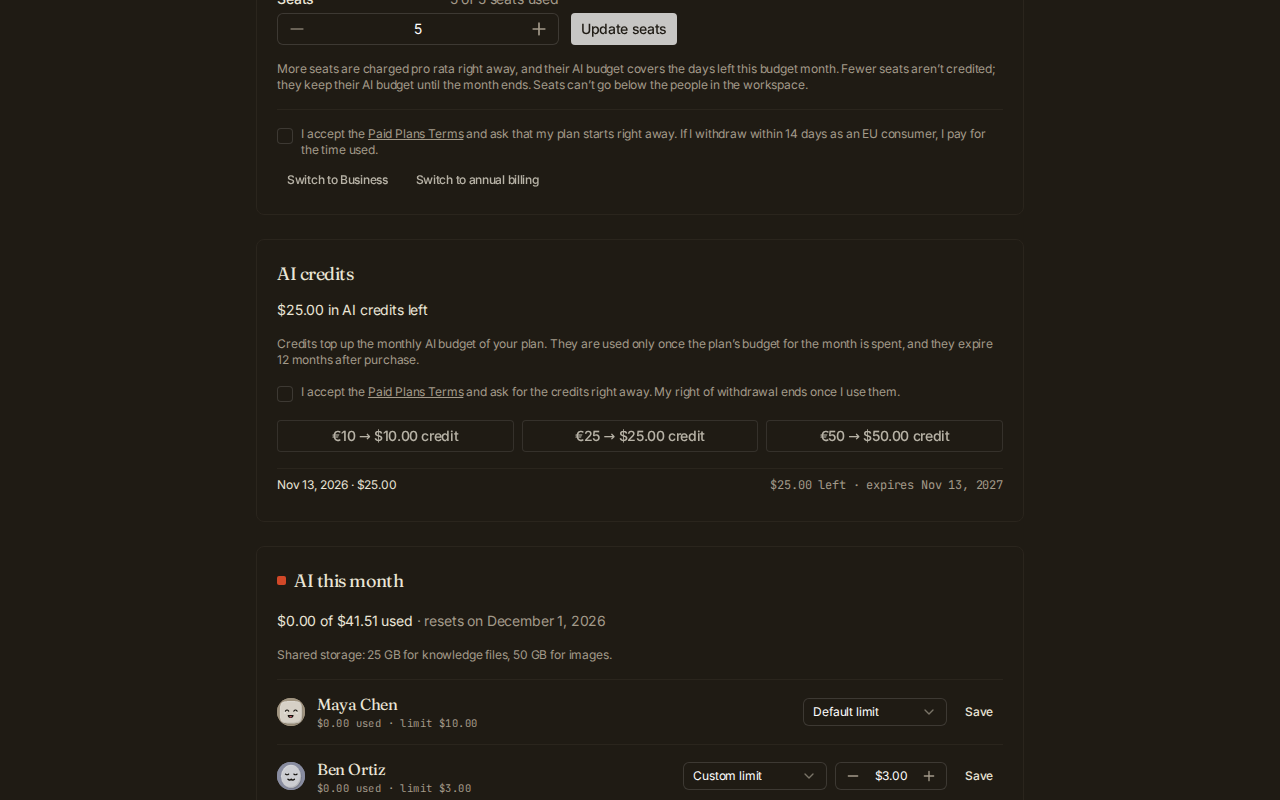 Seats 5 of 5 seats used
5
Update seats
More seats are charged pro rata right away, and their AI budget covers the days left this budget month. Fewer seats aren’t credited;
they keep their AI budget until the month ends. Seats can’t go below the people in the workspace.
I accept the Paid Plans Terms and ask that my plan starts right away. If I withdraw within 14 days as an EU consumer, I pay for
the time used.
Switch to Business Switch to annual billing
AI credits
$25.00 in AI credits left
Credits top up the monthly AI budget of your plan. They are used only once the plan’s budget for the month is spent, and they expire
12 months after purchase.
I accept the Paid Plans Terms and ask for the credits right away. My right of withdrawal ends once I use them.
€10 → $10.00 credit €25 → $25.00 credit €50 → $50.00 credit
Nov 13, 2026 · $25.00 $25.00 left · expires Nov 13, 2027
AI this month
$0.00 of $41.51 used · resets on December 1, 2026
Shared storage: 25 GB for knowledge files, 50 GB for images.
Maya Chen
$0.00 used · limit $10.00
Default limit Save
Ben Ortiz
$0.00 used · limit $3.00
Custom limit $3.00 Save